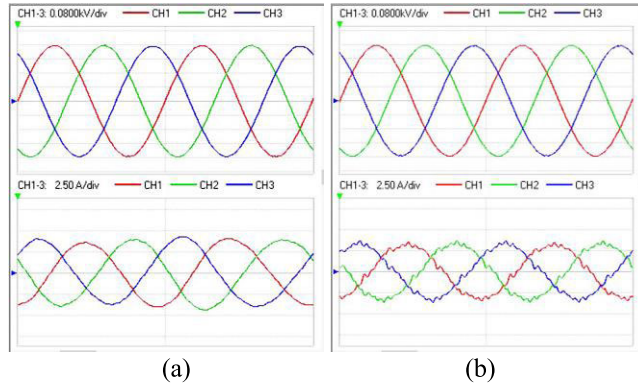 CH1-3: 0.0800kV/div CH1 CH2 CH3
CH1-3: 0.0800kV/div CH1 CH2 CH3
CH1-3: 2.50 A/div CH1 CH2 CH3
CH1-3: 2.50 A/div CH1 CH2 CH3
(a)
(b)